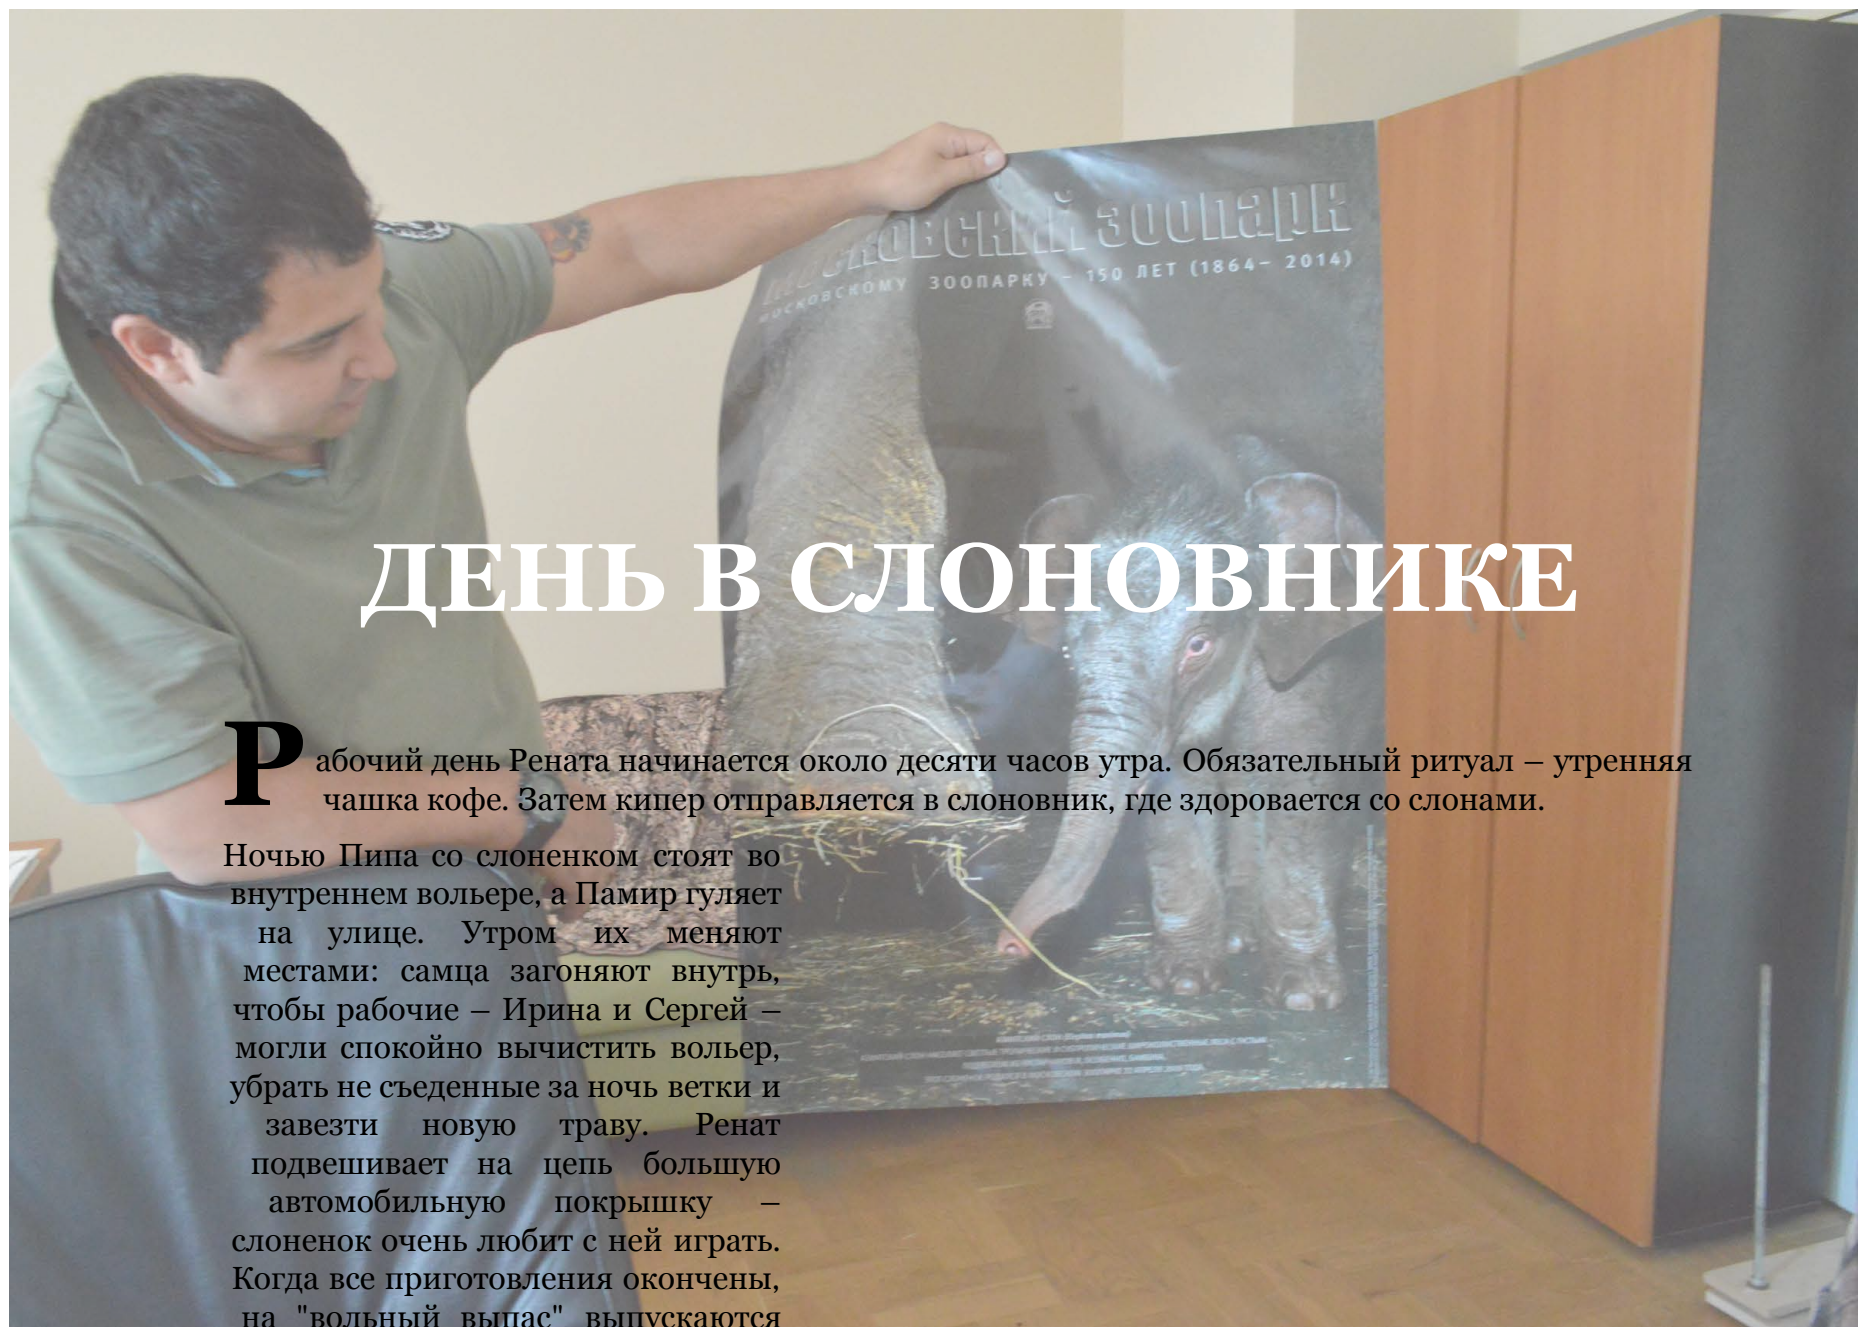 московский зоопарк
МОСКОВСКОМУ ЗООПАРКУ – 150 ЛЕТ (1864– 2014)
ДЕНЬ В СЛОНОВНИКЕ
Рабочий день Рената начинается около десяти часов утра. Обязательный ритуал – утренняя
чашка кофе. Затем кипер отправляется в слоновник, где здоровается со слонами.
Ночью Пипа со слоненком стоят во
внутреннем вольере, а Памир гуляет
на улице. Утром их меняют
местами: самца загоняют внутрь,
чтобы рабочие – Ирина и Сергей –
могли спокойно вычистить вольер,
убрать не съеденные за ночь ветки и
завезти новую траву. Ренат
подвешивает на цепь большую
автомобильную покрышку –
слоненок очень любит с ней играть.
Когда все приготовления окончены,
на "вольный выпас" выпускаются